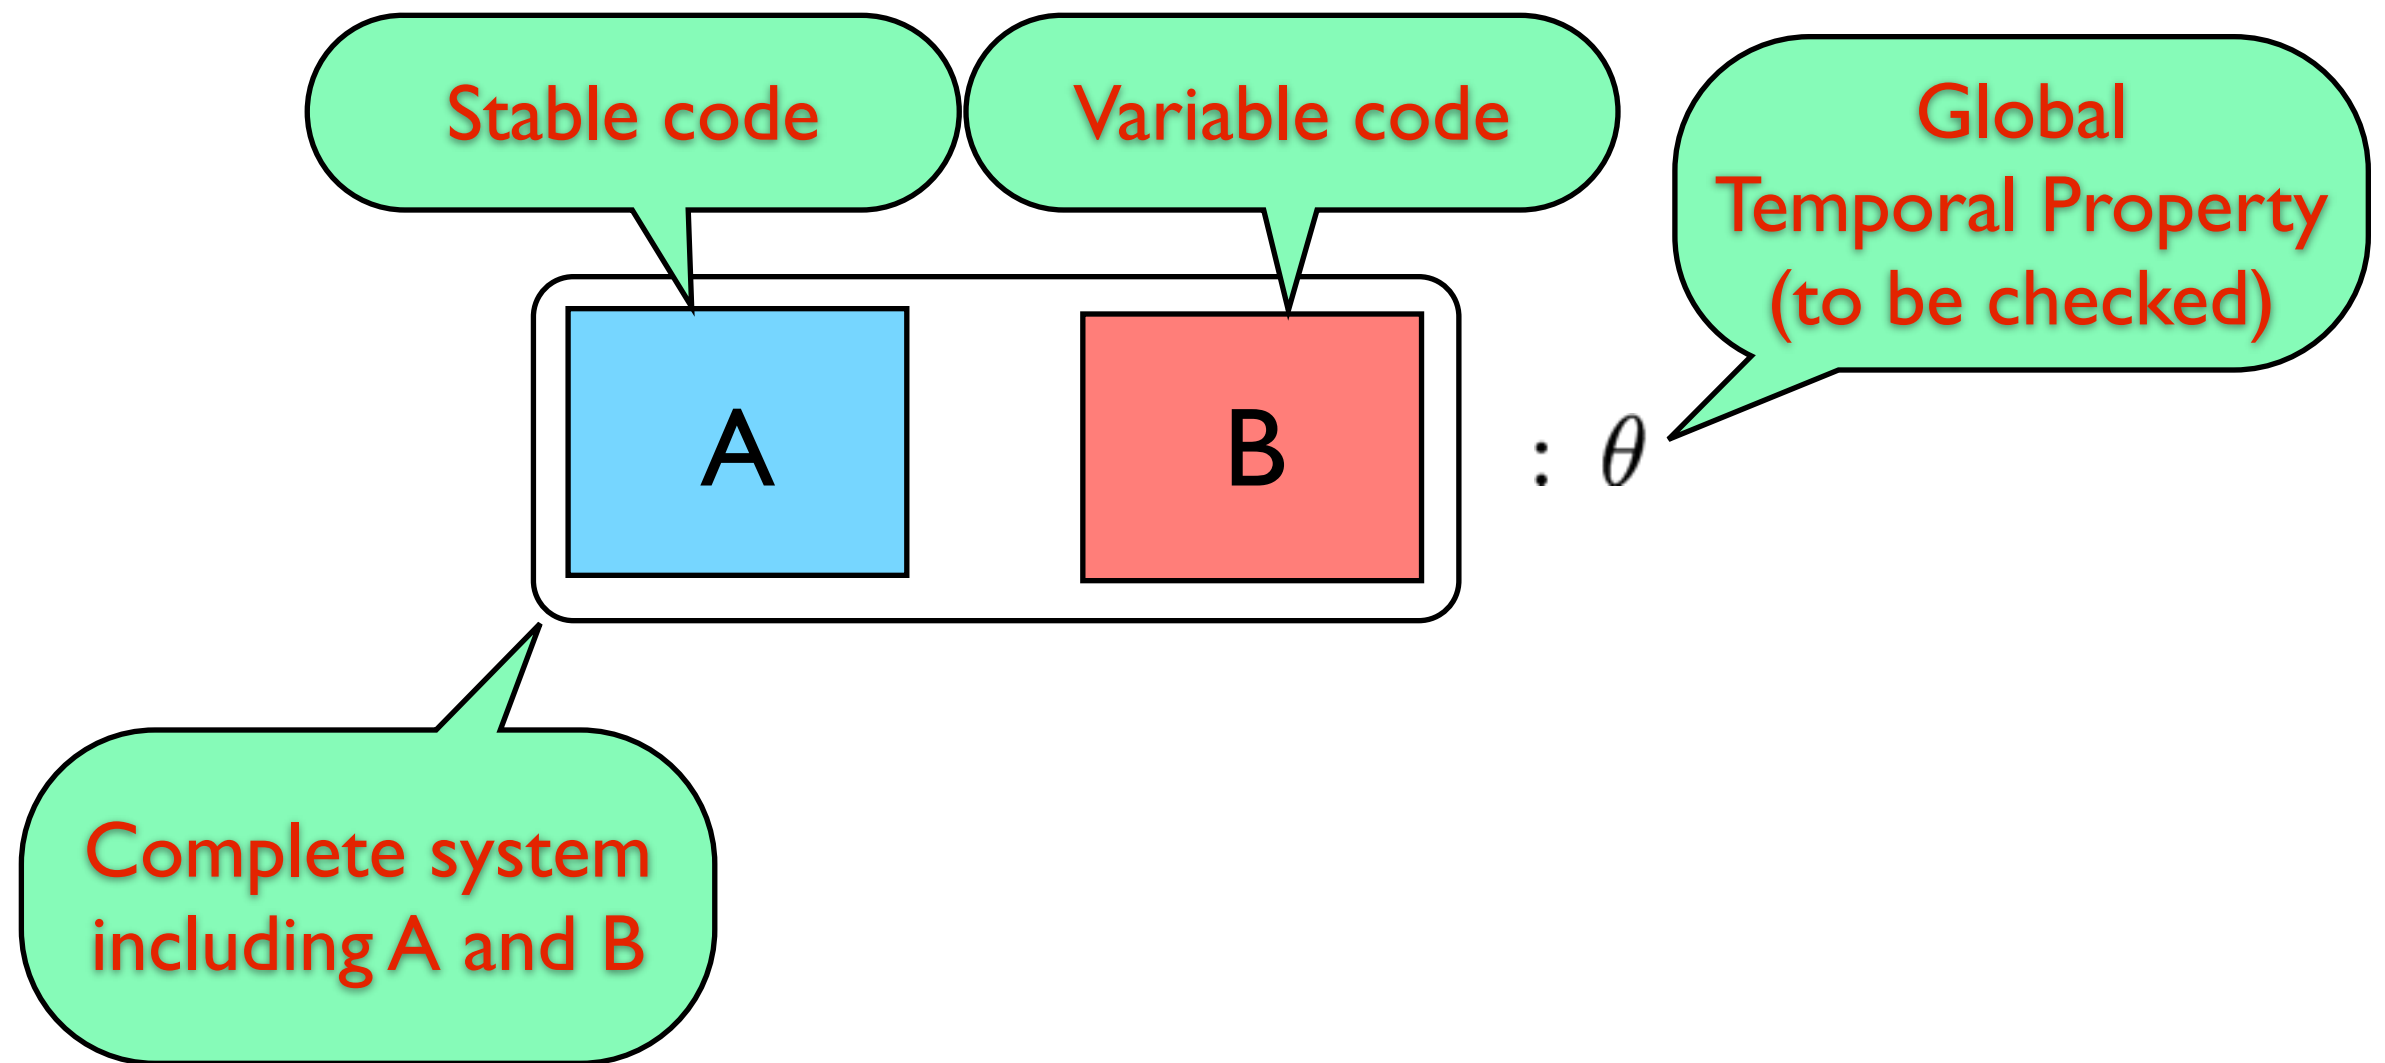 Stable code
Variable code
Global
Temporal Property
(to be checked)
A
B
: θ
Complete system
including A and B